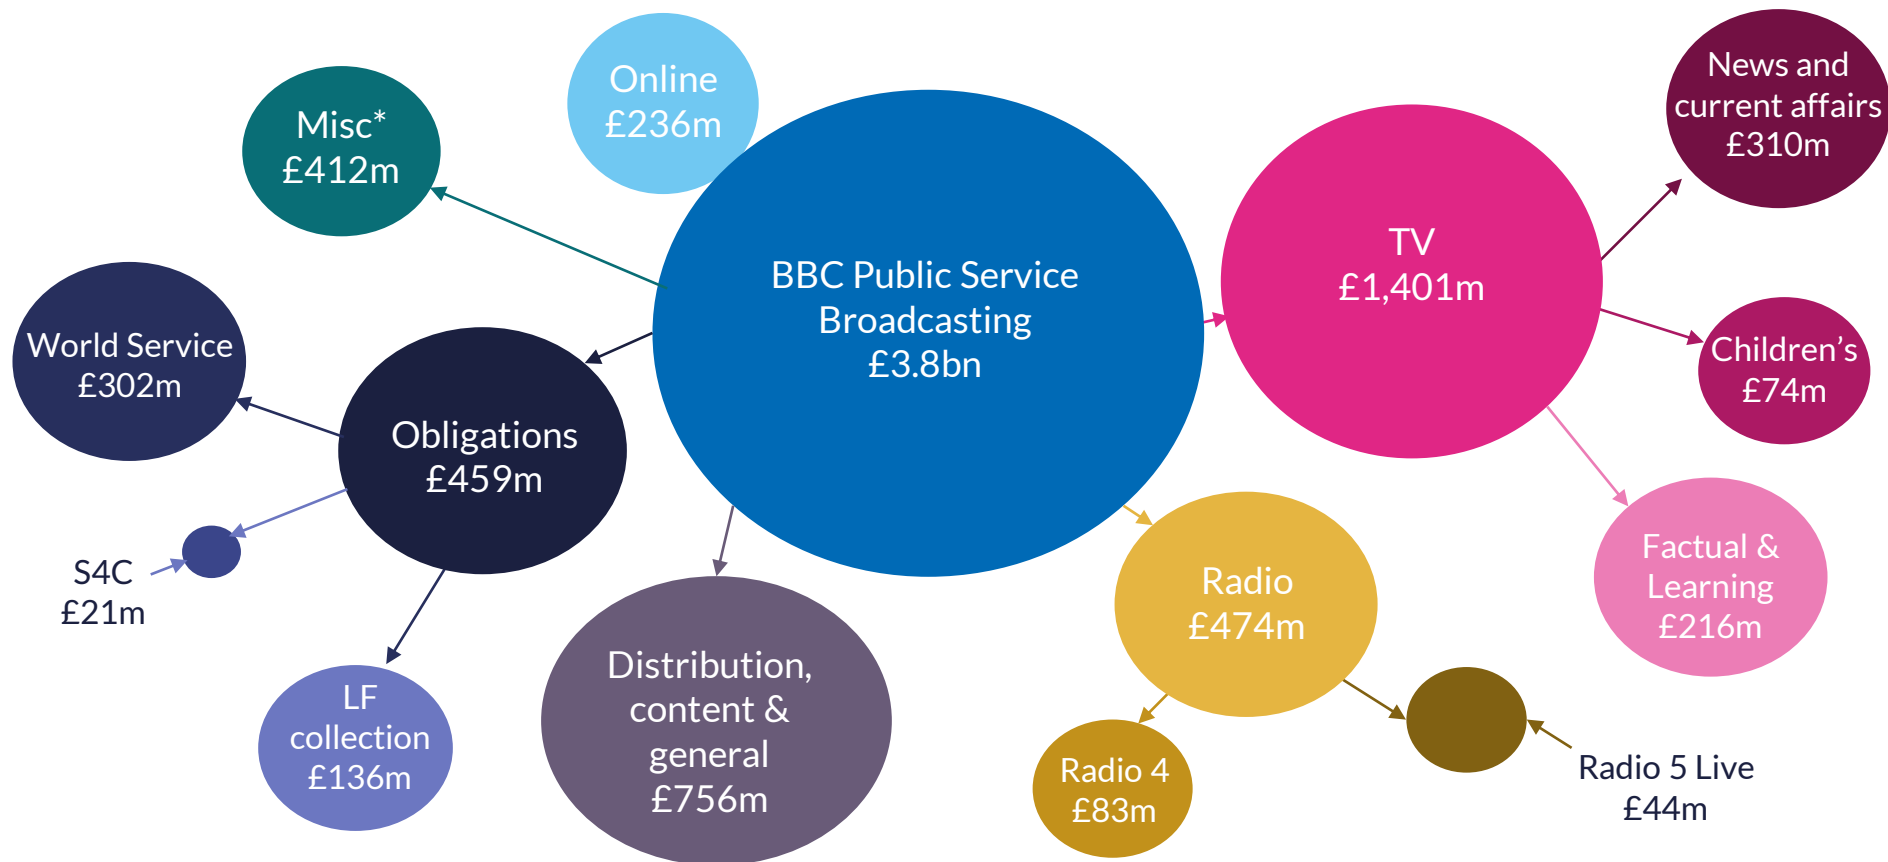 Online
£236m
Misc*
£412m
News and
current affairs
£310m
BBC Public Service
Broadcasting
£3.8bn
TV
£1,401m
World Service
£302m
Children’s
£74m
Obligations
£459m
S4C
£21m
Factual &
Learning
£216m
Radio
£474m
LF
collection
£136m
Distribution,
content &
general
£756m
Radio 4
£83m
Radio 5 Live
£44m